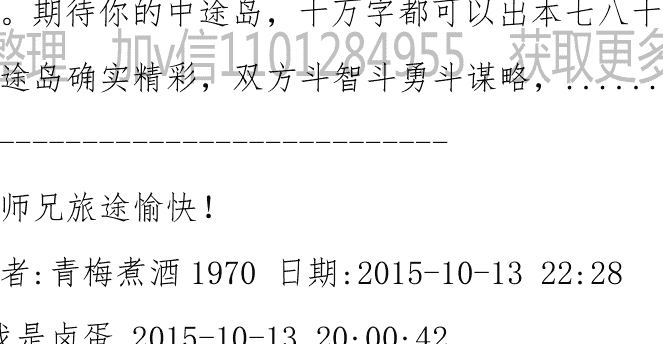 。期待你的中途岛，十万字都可以出本七八十
整理 加v信1101284955 获取更多
途岛确实精彩，双方斗智斗勇斗谋略，......
---------------------------
师兄旅途愉快！
者:青梅煮酒1970 日期:2015-10-13 22:28
我是卤蛋 2015-10-13 20:00:42